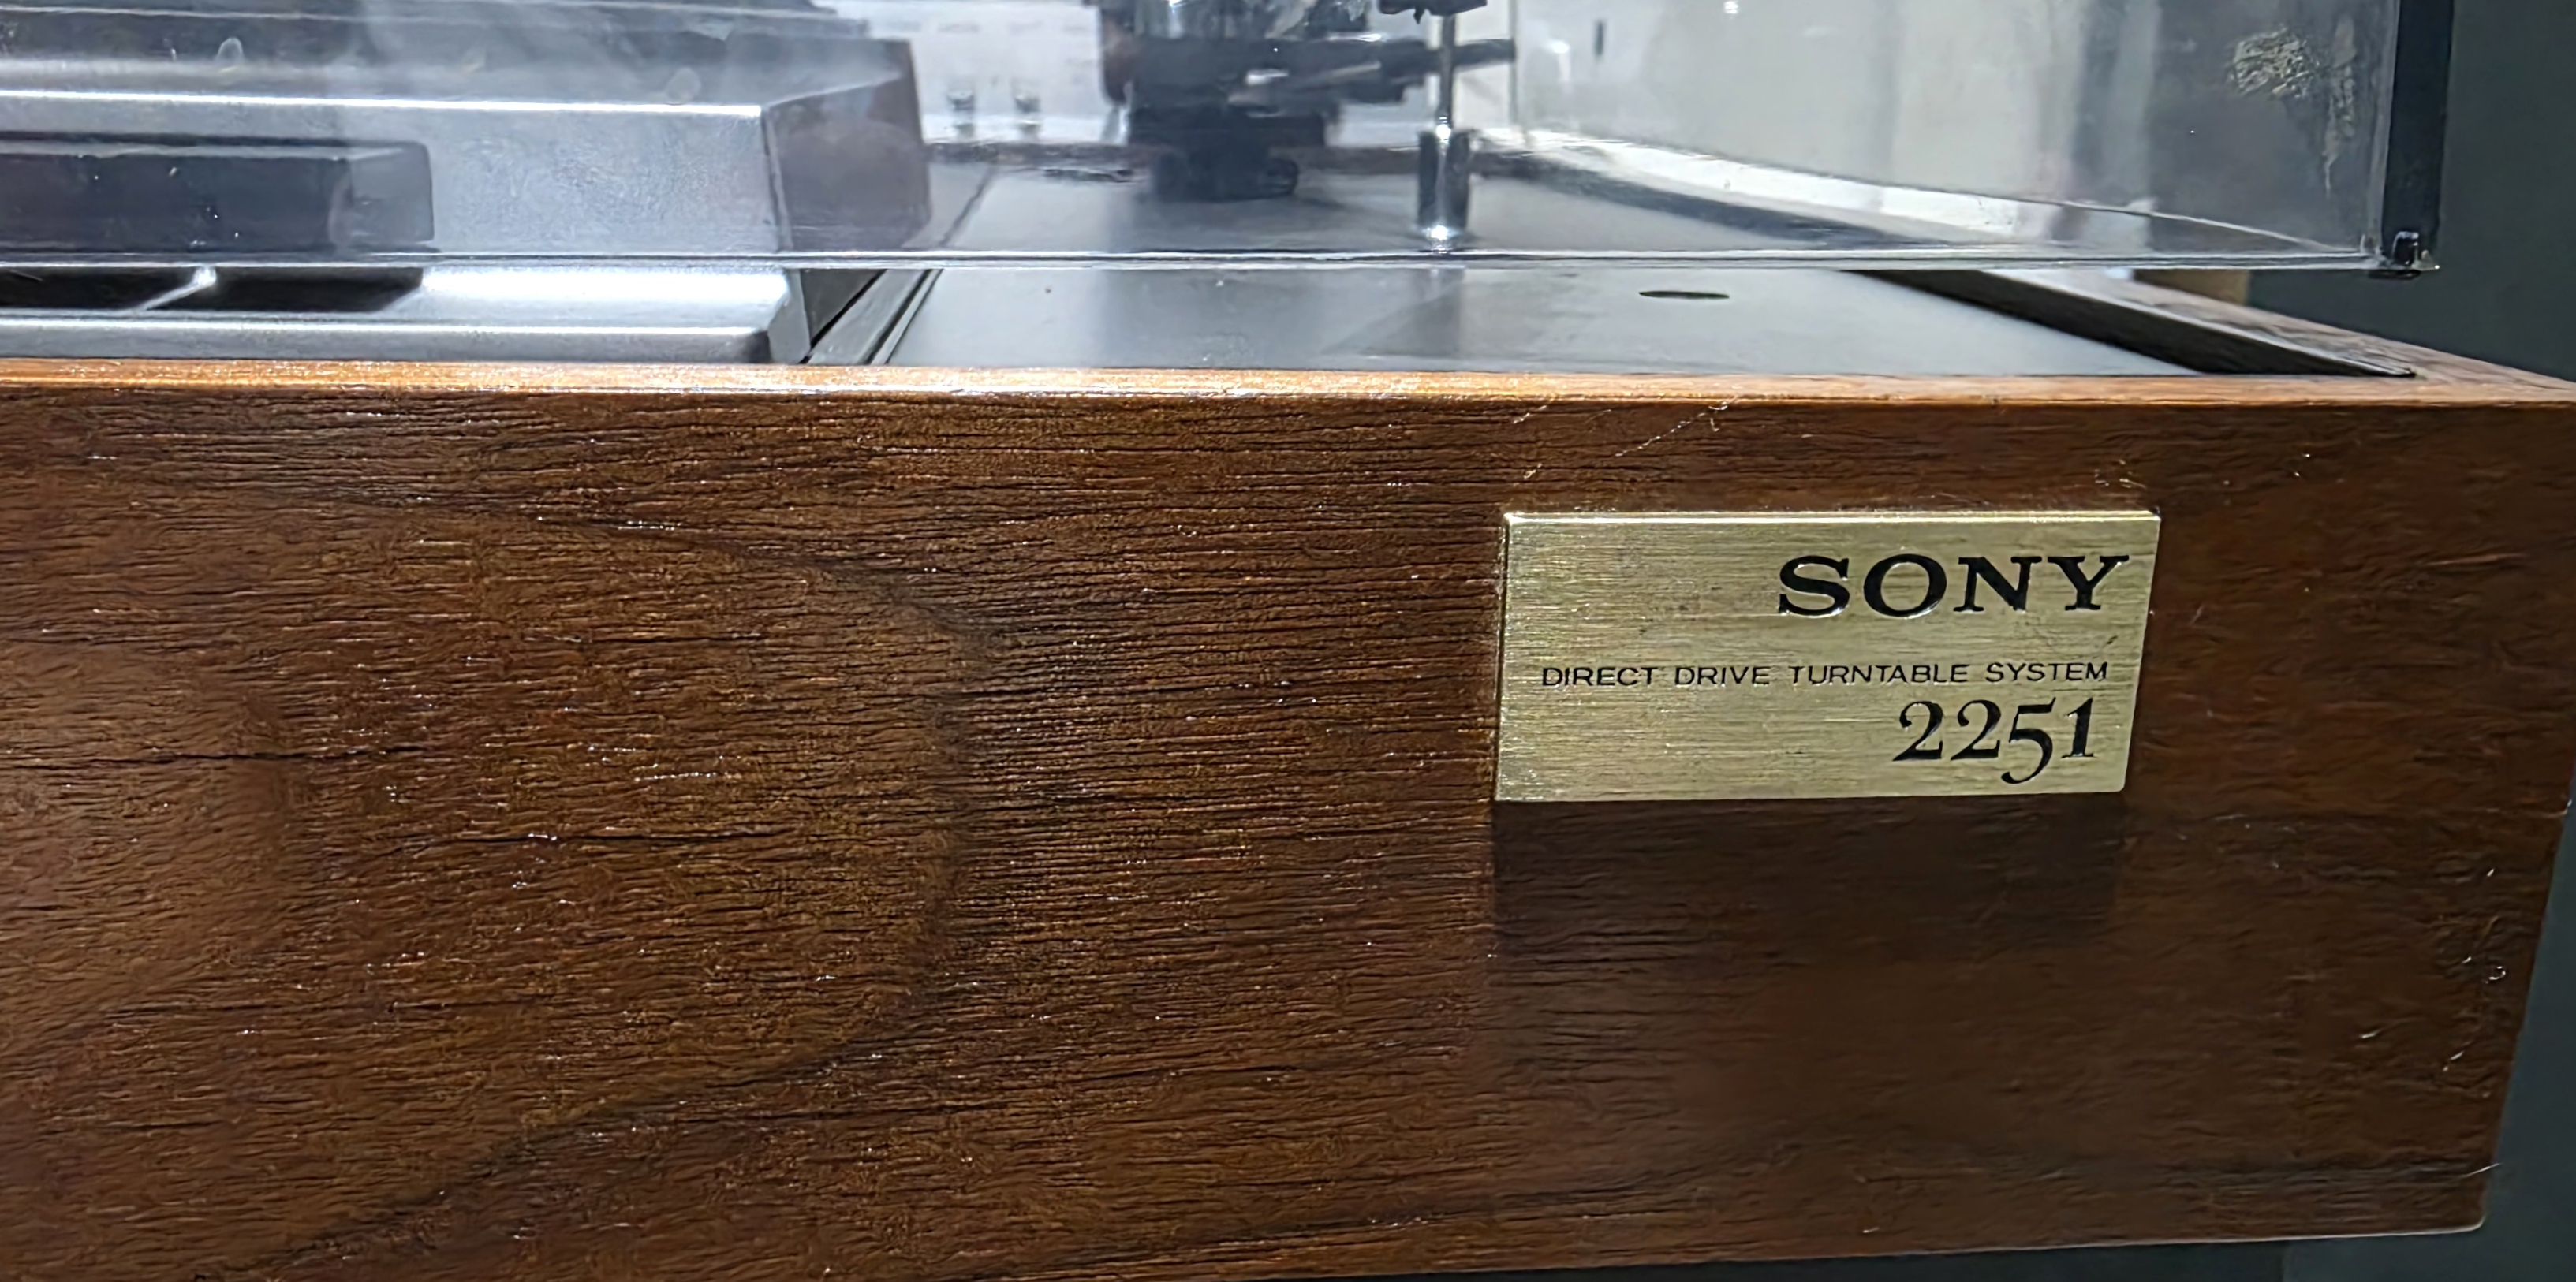 SONY
DIRECT DRIVE TURNTABLE SYSTEM
2251